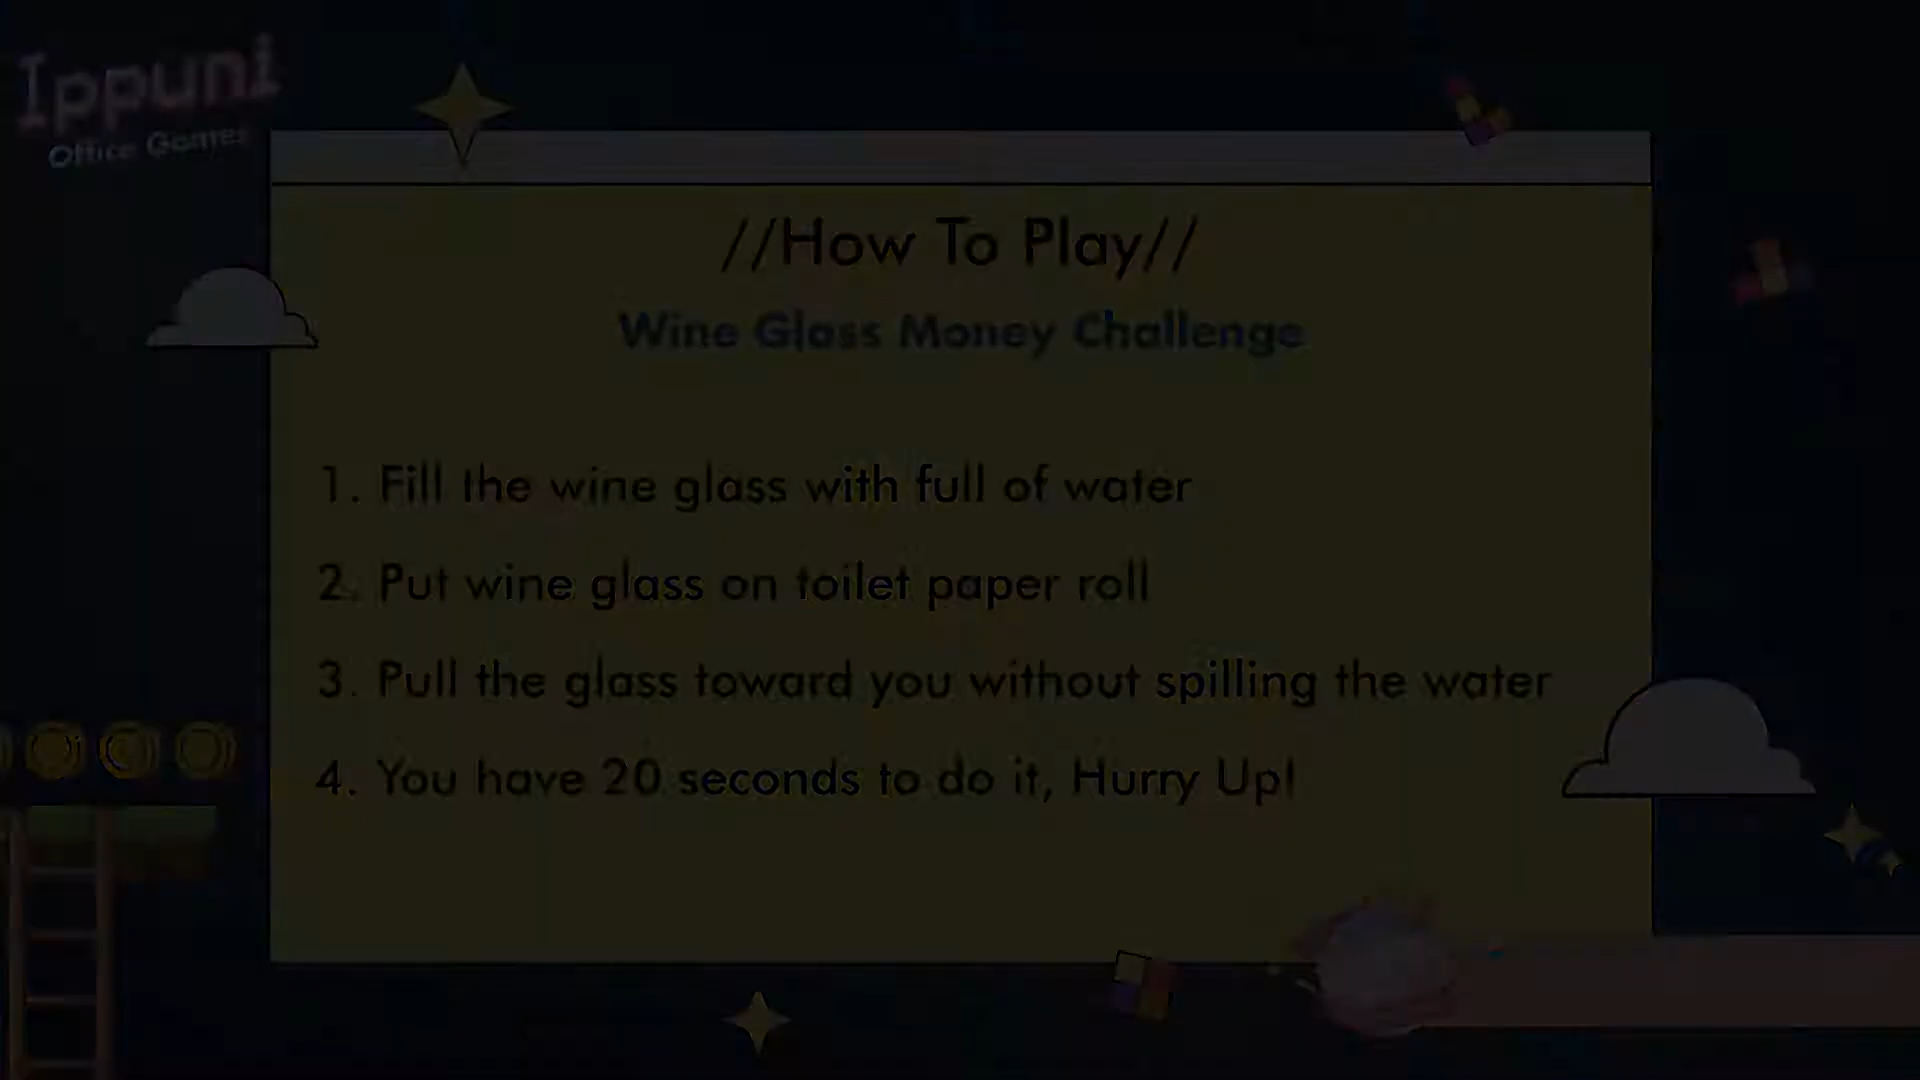 Ippuni
Office Games
//How To Play//
Wine Glass Money Challenge
1. Fill the wine glass with full of water
2. Put wine glass on toilet paper roll
3. Pull the glass toward you without spilling the water
4. You have 20 seconds to do it, Hurry Up!